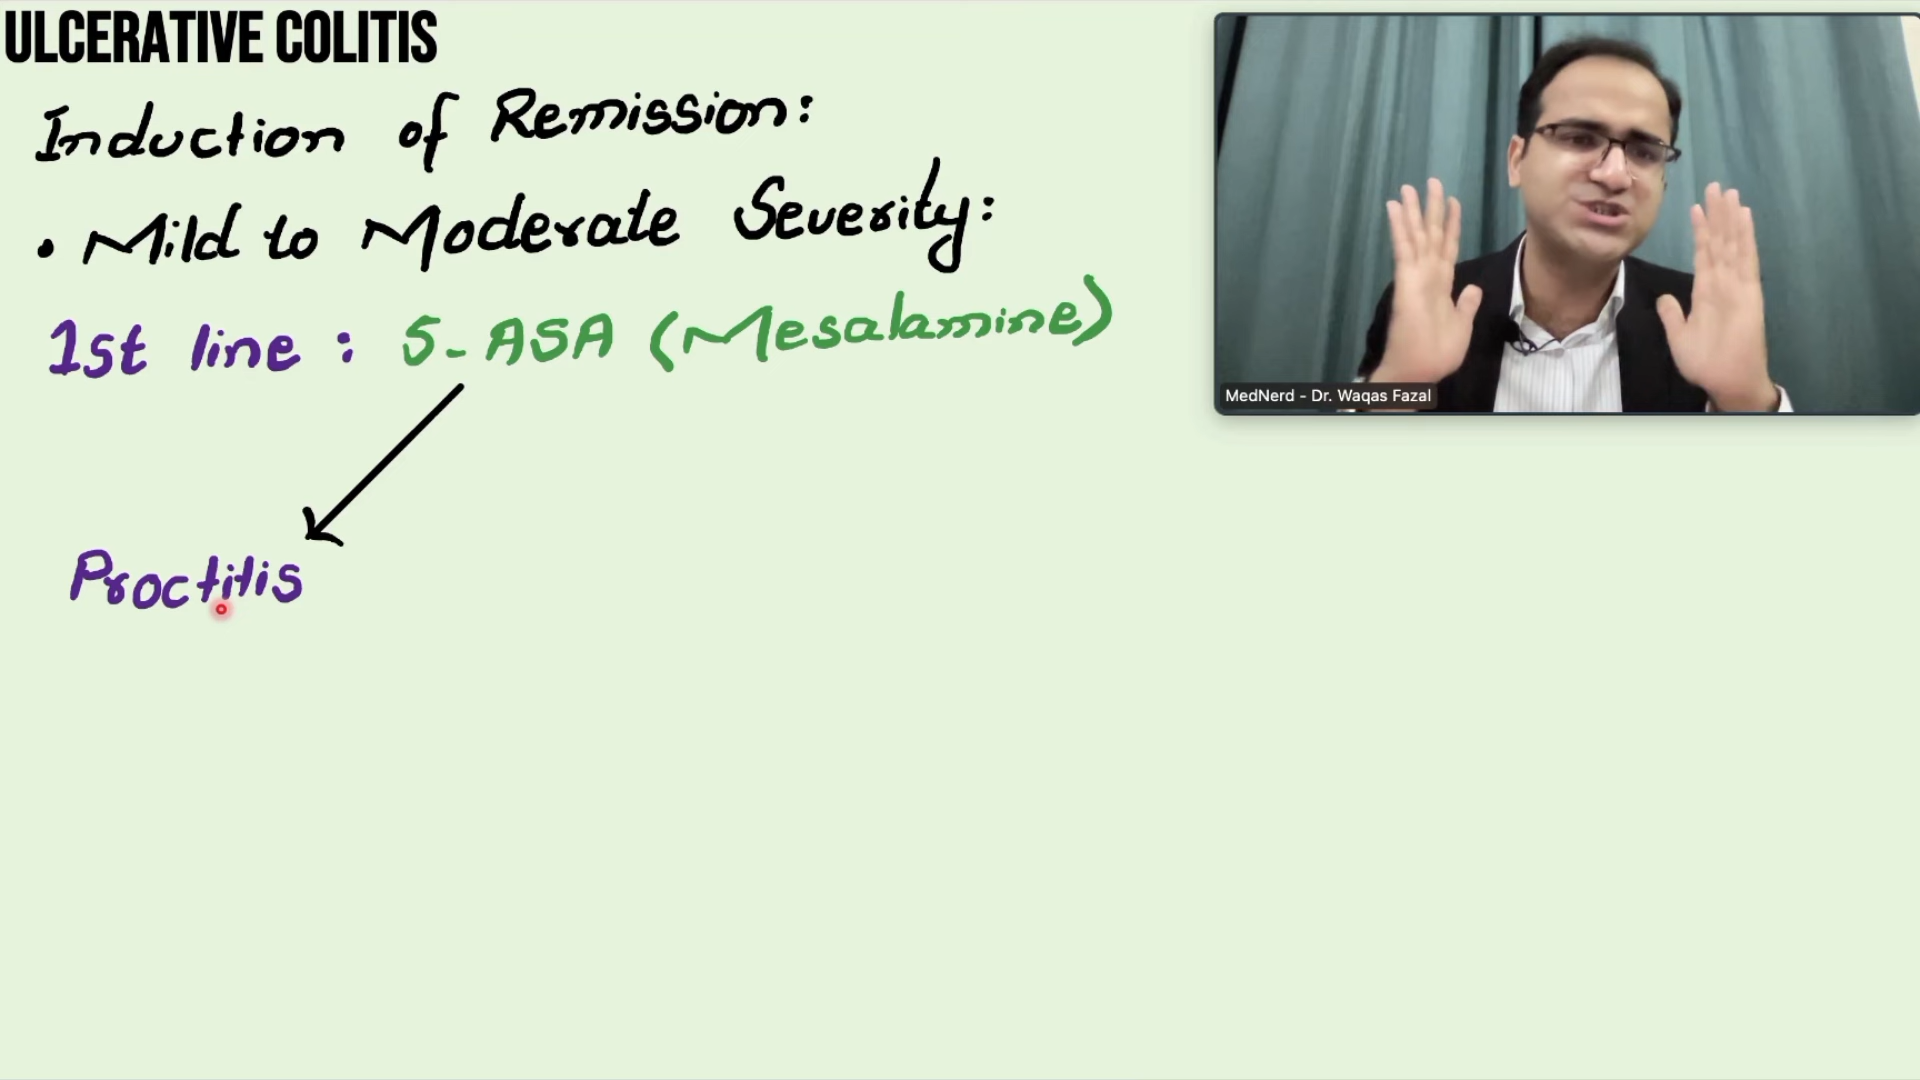 ULCERATIVE COLITIS
Induction of Remission:
• Mild to Moderate Severity:
1st line : 5-ASA (Mesalamine)
Proctitis
MedNerd - Dr. Waqas Fazal